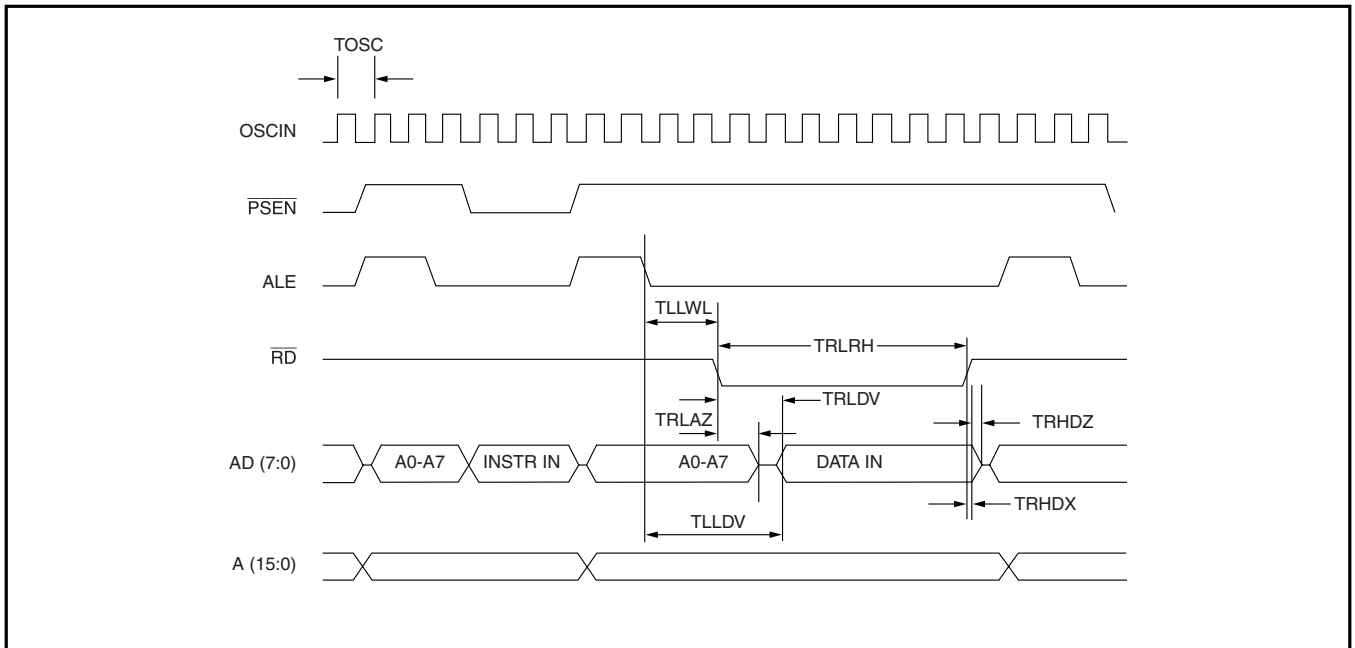 TOSC
OSCIN
PSEN
ALE
TLLWL
RD
TRLRH
TRLDV
TRLAZ
TRHDZ
AD (7:0)
A0-A7
INSTR IN
A0-A7
DATA IN
TRHDX
TLLDV
A (15:0)